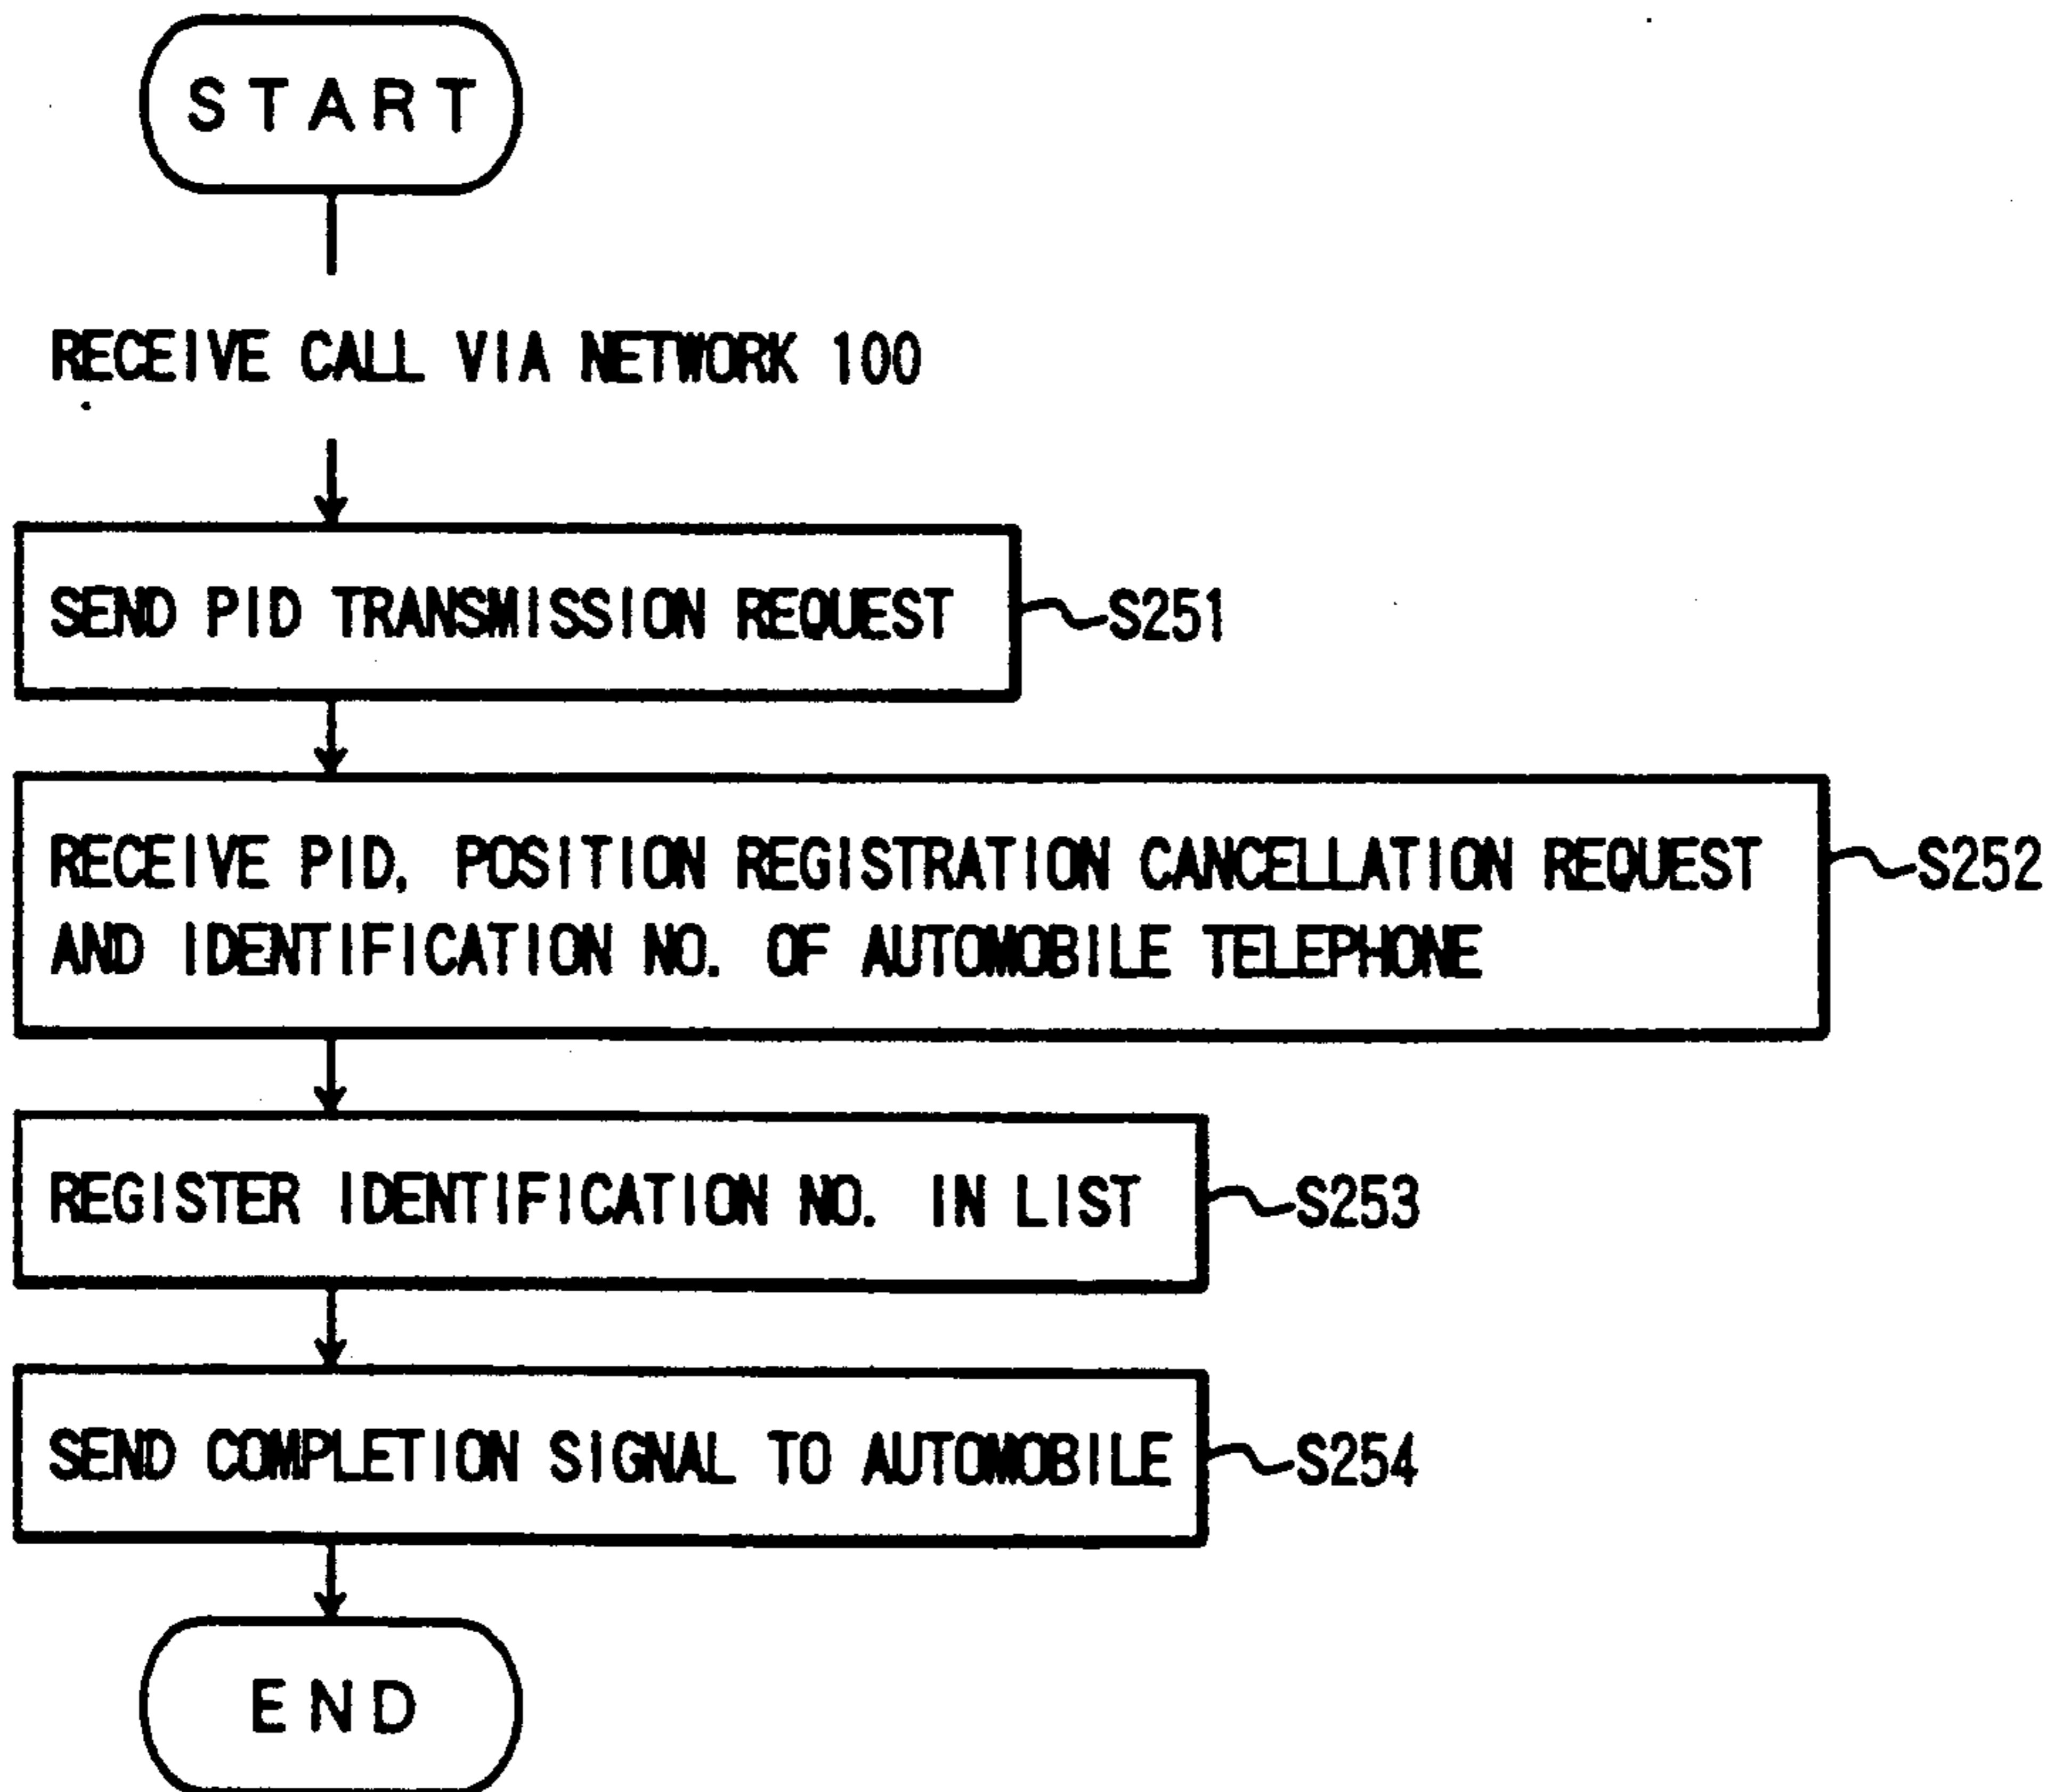 START
RECEIVE CALL VIA NETWORK 100
SEND PID TRANSMISSION REQUEST
S251
RECEIVE PID, POSITION REGISTRATION CANCELLATION REQUEST
AND IDENTIFICATION NO. OF AUTOMOBILE TELEPHONE
S252
REGISTER IDENTIFICATION NO. IN LIST
S253
SEND COMPLETION SIGNAL TO AUTOMOBILE
S254
END